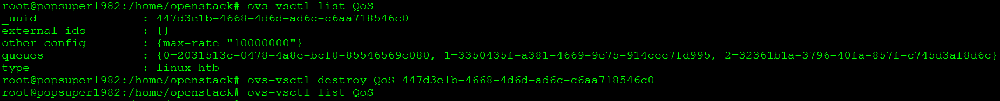 root@popsuper1982:/home/openstack# ovs-vsctl list QoS
_uuid               : 447d3e1b-4668-4d6d-ad6c-c6aa718546c0
external_ids        : {}
other_config        : {max-rate="10000000"}
queues              : {0=2031513c-0478-4a8e-bcf0-85546569c080, 1=3350435f-a381-4669-9e75-914cee7fd995, 2=32361b1a-3796-40fa-857f-c745d3af8d6c}
type                : linux-htb
root@popsuper1982:/home/openstack# ovs-vsctl destroy QoS 447d3e1b-4668-4d6d-ad6c-c6aa718546c0
root@popsuper1982:/home/openstack# ovs-vsctl list QoS